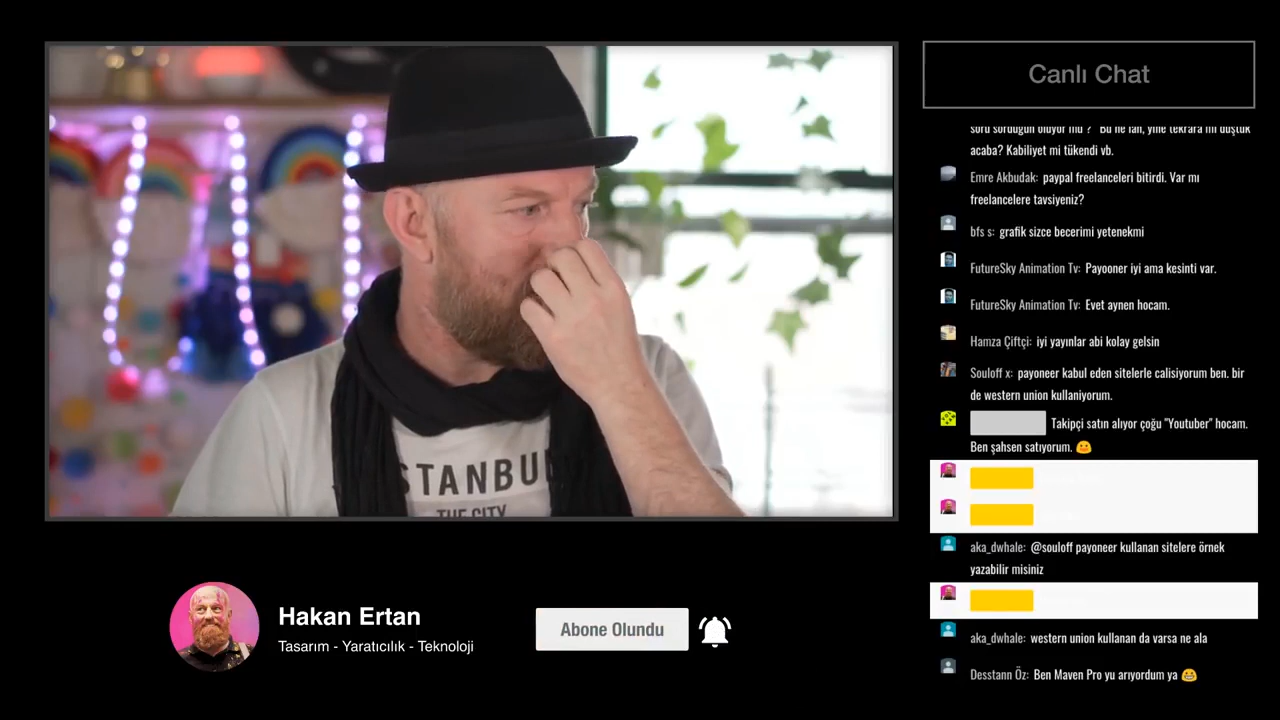 Canlı Chat
soru sorduğun oluyor mu ? "Bu ne lan, yine tekrara mı düştük
acaba? Kabiliyet mi tükendi vb.
Emre Akbudak: paypal freelanceleri bitirdi. Var mı
freelancelere tavsiyeniz?
bfs s: grafik sizce becerimi yetenekmi
FutureSky Animation Tv: Payooner iyi ama kesinti var.
FutureSky Animation Tv: Evet aynen hocam.
Hamza Çiftçi: iyi yayınlar abi kolay gelsin
Souloff x: payoneer kabul eden sitelerle calisiyorum ben. bir
de western union kullaniyorum.
Takipçi satın alıyor çoğu "Youtuber" hocam.
Ben şahsen satıyorum. 😀
aka_dwhale: @souloff payoneer kullanan sitelere örnek
yazabilir misiniz
aka_dwhale: western union kullanan da varsa ne ala
Desstann Öz: Ben Maven Pro yu arıyordum ya 😂
STANBUL
THE CITY
Hakan Ertan
Tasarım - Yaratıcılık - Teknoloji
Abone Olundu